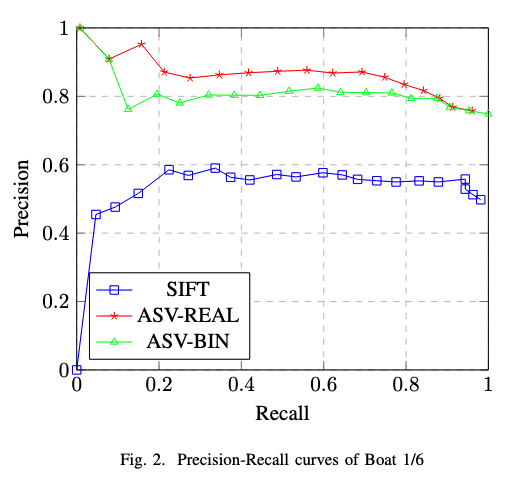 1
0.8
0.6
0.4
0.2
0
0 0.2 0.4 0.6 0.8 1
Precision
Recall
SIFT
ASV-REAL
ASV-BIN
Fig. 2. Precision-Recall curves of Boat 1/6